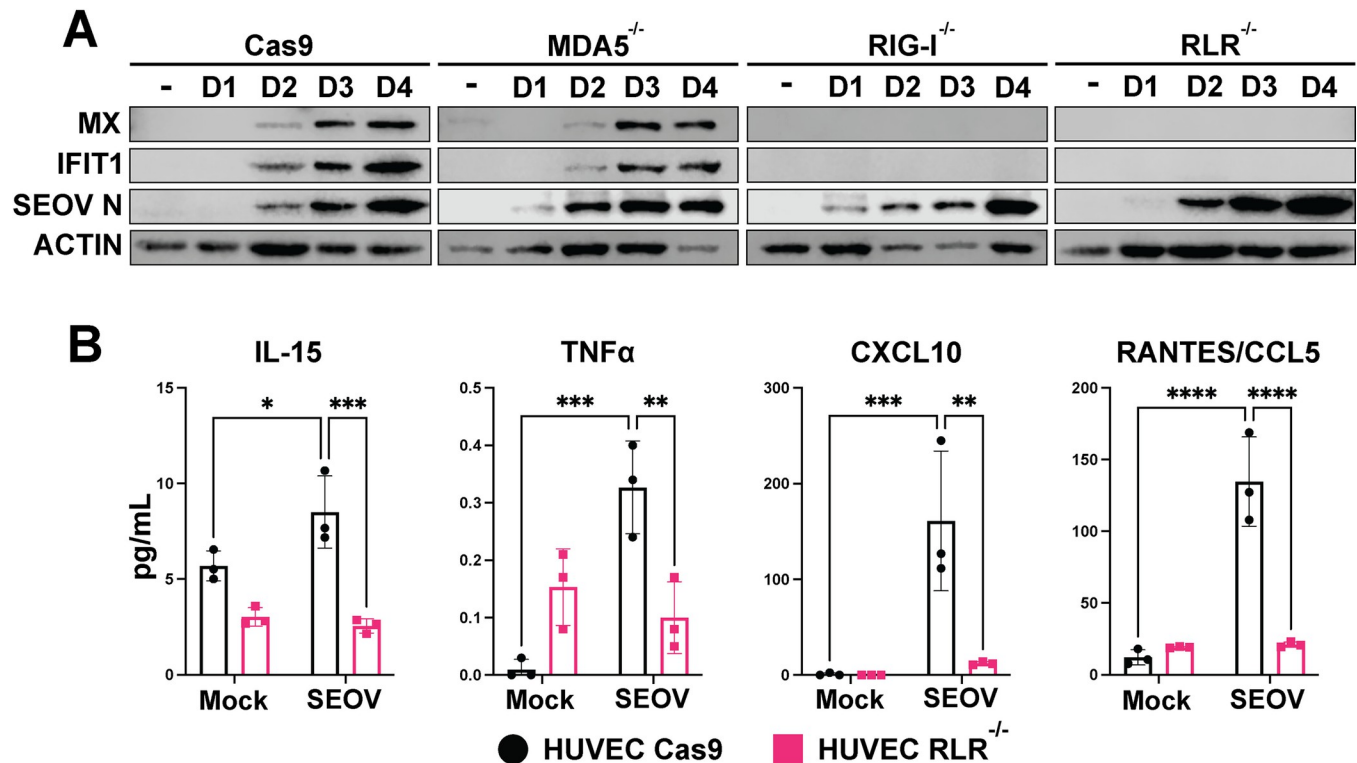 A
Cas9 MDA5-/- RIG-I-/- RLR-/-
- D1 D2 D3 D4 - D1 D2 D3 D4 - D1 D2 D3 D4 - D1 D2 D3 D4
MX
IFIT1
SEOV N
ACTIN
B
IL-15 TNFα CXCL10 RANTES/CCL5
pg/mL
15
10
5
0
* ***
Mock SEOV
0.5
0.4
0.3
0.2
0.1
0.0
*** **
Mock SEOV
300
200
100
0
*** **
Mock SEOV
200
150
100
50
0
**** ****
Mock SEOV
HUVEC Cas9 HUVEC RLR-/-